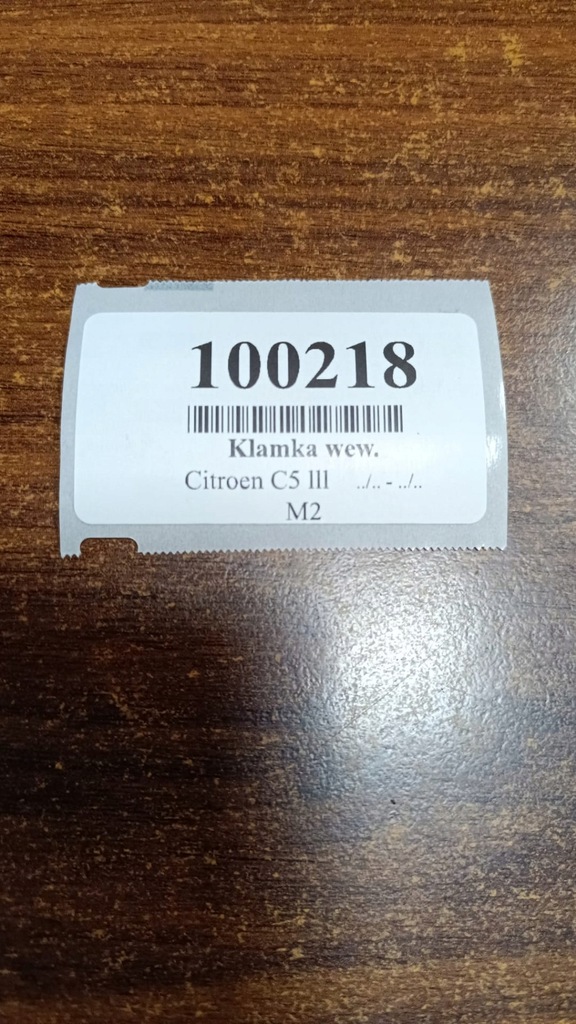 100218
Klamka wew.
Citroen C5 lll ../.. - ../..
M2